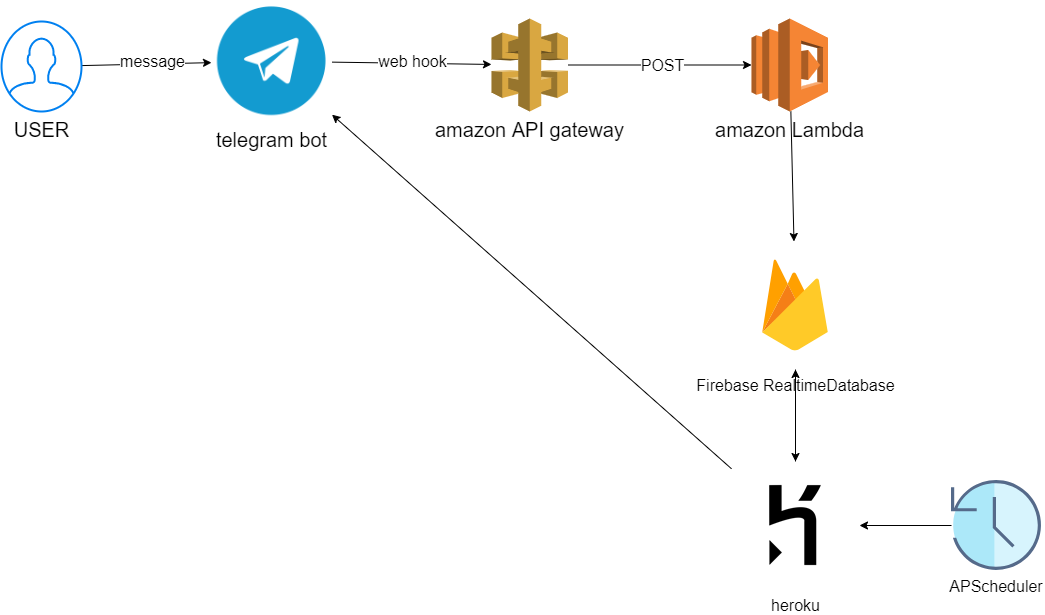 message
web hook
POST
USER
telegram bot
amazon API gateway
amazon Lambda
Firebase RealtimeDatabase
APScheduler
heroku